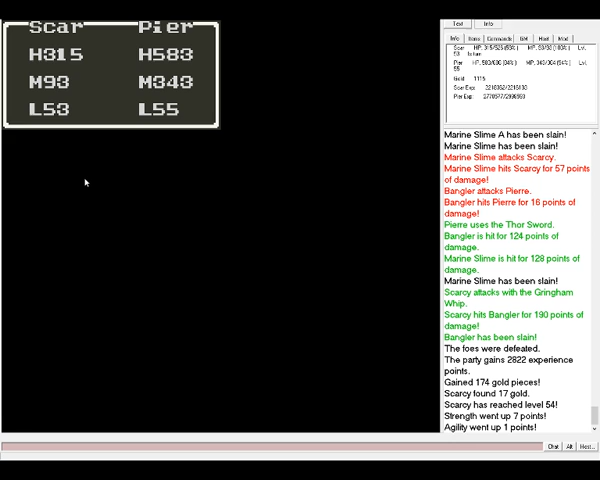 Scar Pier
H315 H583
M93 M343
L53 L55
Text Info
Info Items Commands GM Host Mod
Gold 1115
Marine Slime A has been slain!
Marine Slime has been slain!
Marine Slime attacks Scarcy.
Marine Slime hits Scarcy for 57 points
of damage!
Bangler attacks Pierre.
Bangler hits Pierre for 16 points of
damage!
Pierre uses the Thor Sword.
Bangler is hit for 124 points of
damage.
Marine Slime is hit for 128 points of
damage.
Marine Slime has been slain!
Scarcy attacks with the Gringham
Whip.
Scarcy hits Bangler for 190 points of
damage!
Bangler has been slain!
The foes were defeated.
The party gains 2822 experience
points.
Gained 174 gold pieces!
Scarcy found 17 gold.
Scarcy has reached level 54!
Strength went up 7 points!
Agility went up 1 points!
Chat Alt